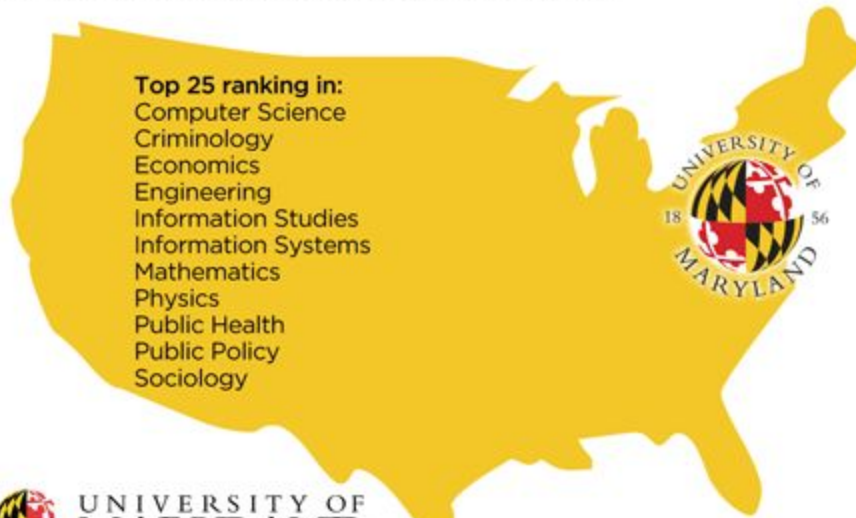 Top 25 ranking in:
Computer Science
Criminology
Economics
Engineering
Information Studies
Information Systems
Mathematics
Physics
Public Health
Public Policy
Sociology
UNIVERSITY OF
18 56
MARYLAND
UNIVERSITY OF